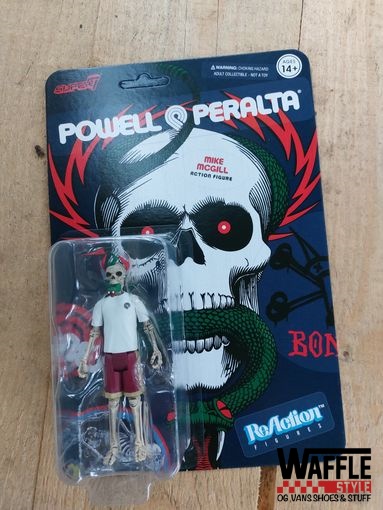 SUPER7
⚠ WARNING: CHOKING HAZARD.
ADULT COLLECTIBLE - NOT A TOY
AGES
14+
POWELL PERALTA
MIKE
MCGILL
ACTION FIGURE
BON
ReAction™
FIGURES
WAFFLE
STYLE
OG, VANS SHOES & STUFF